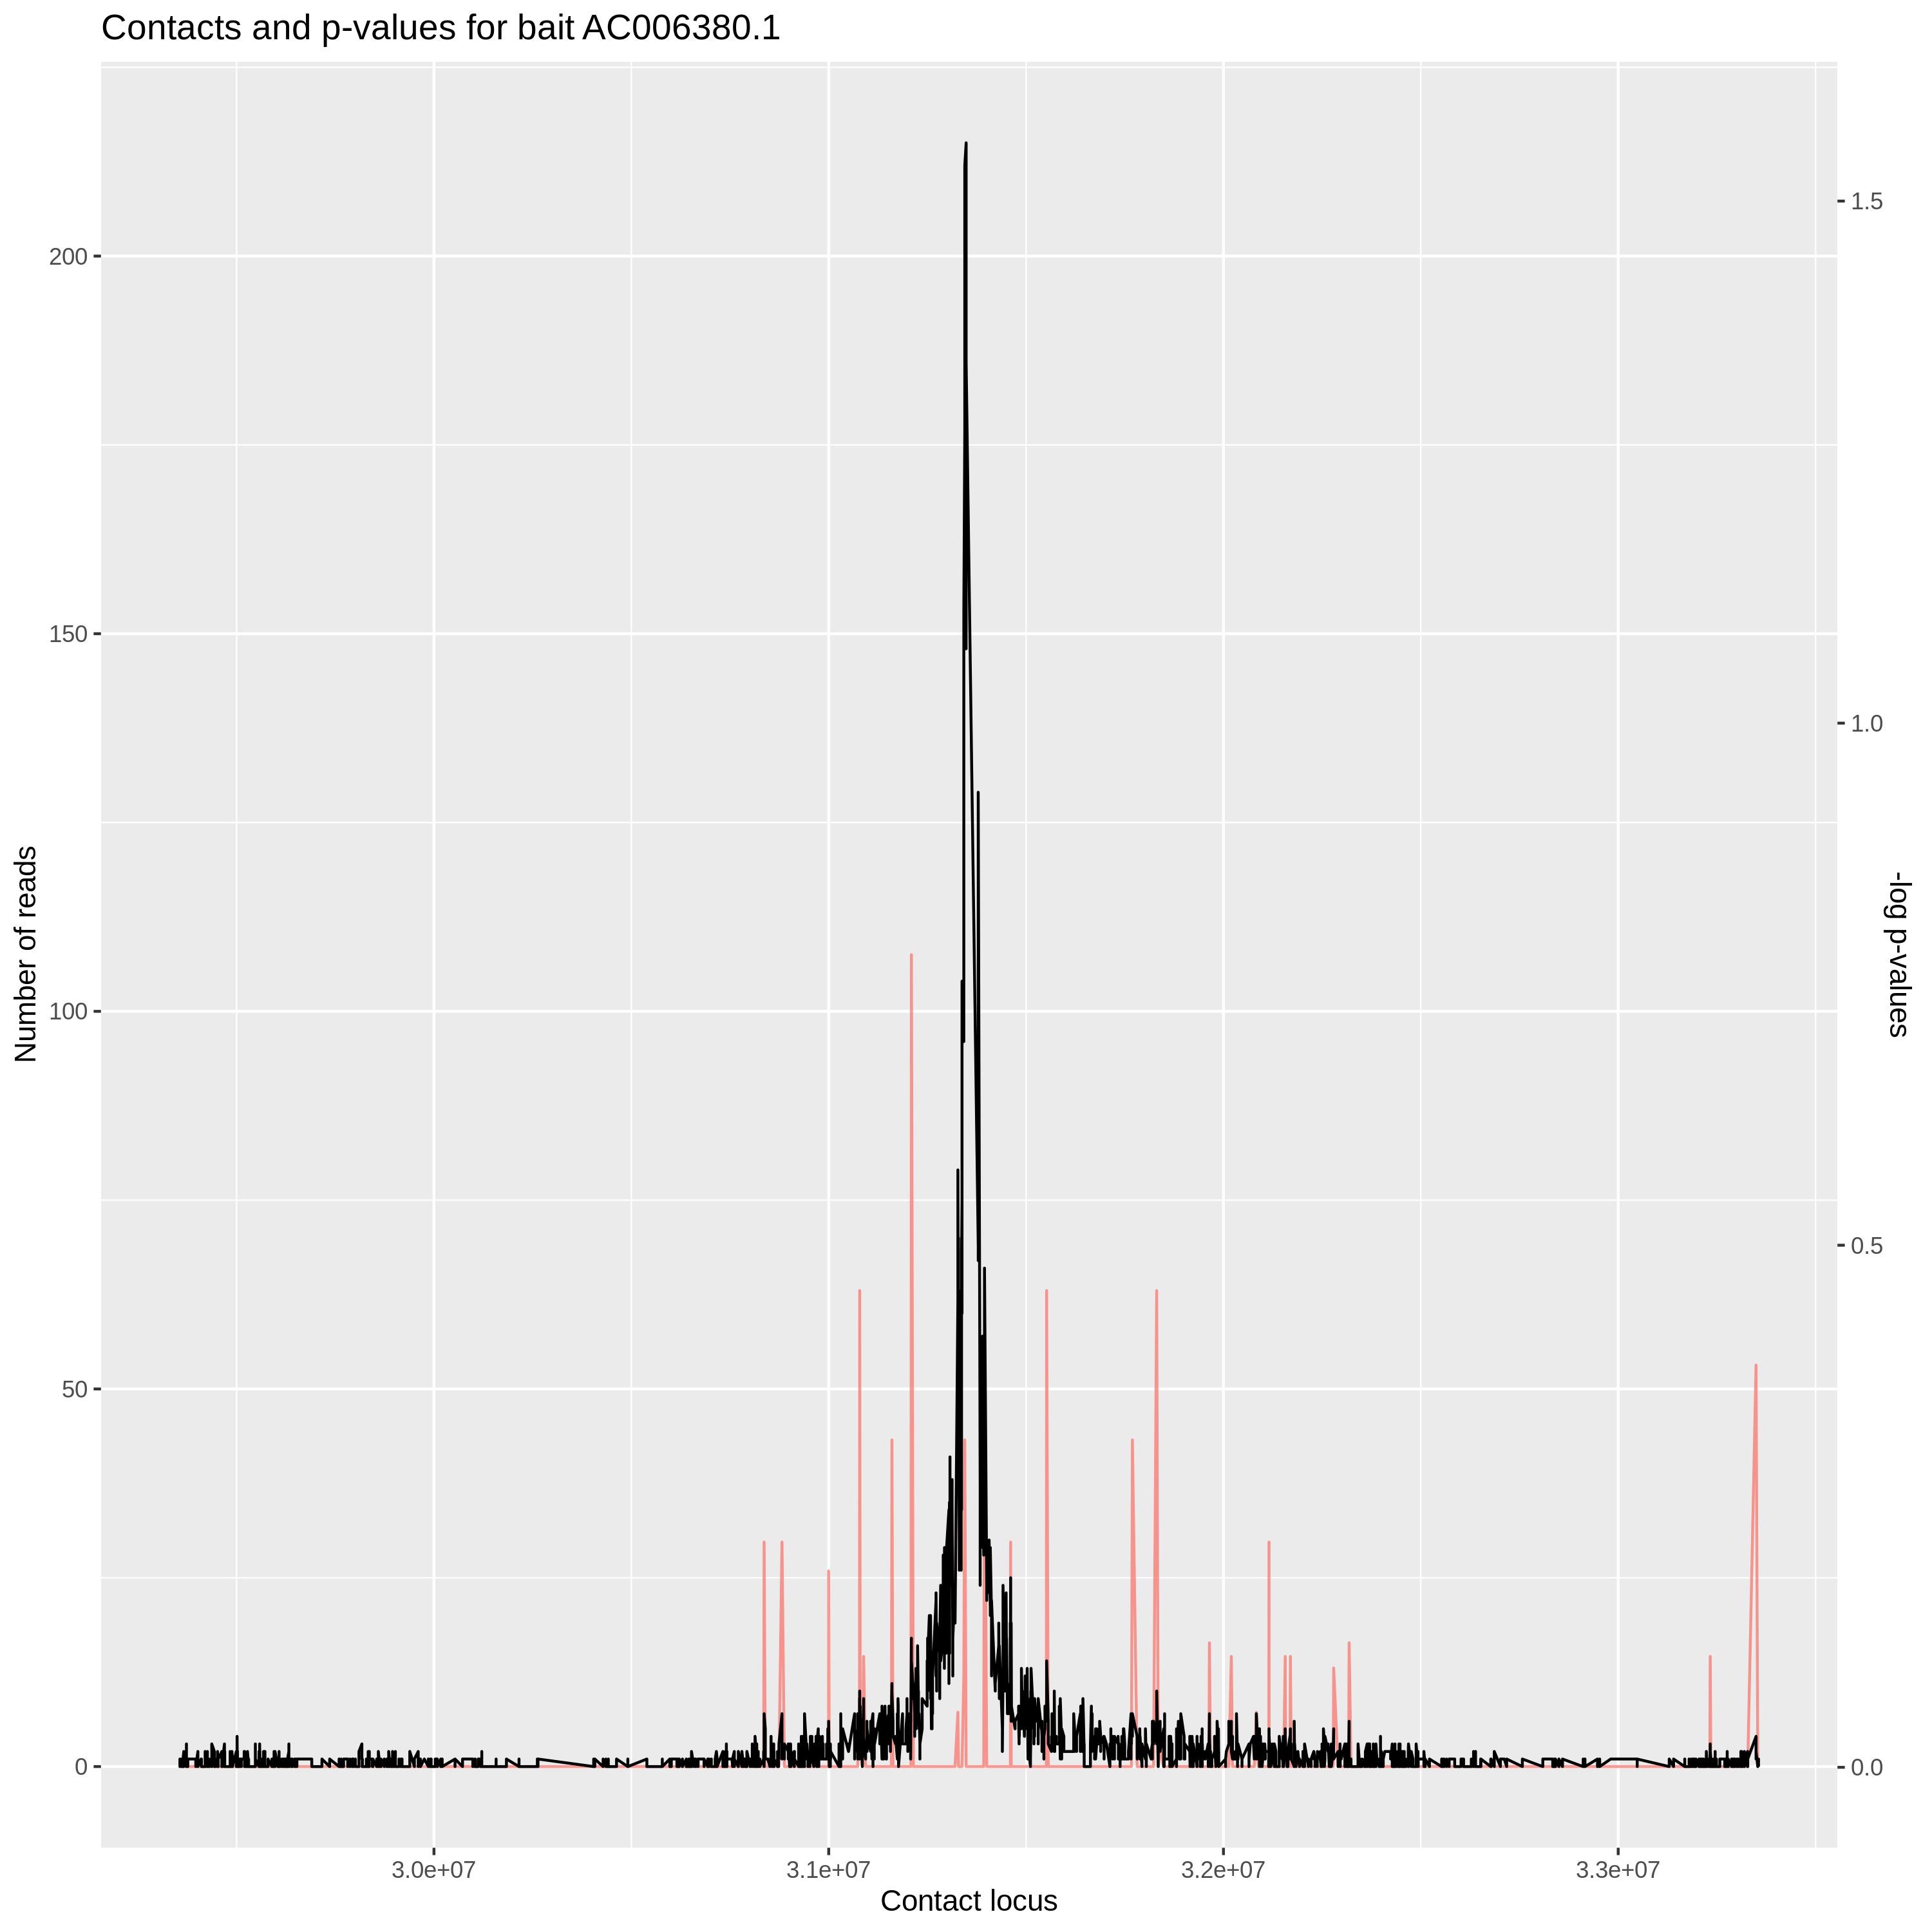 Contacts and p-values for bait AC006380.1
Number of reads
200
150
100
50
0
1.5
1.0
0.5
0.0
-log p-values
3.0e+07
3.1e+07
3.2e+07
3.3e+07
Contact locus